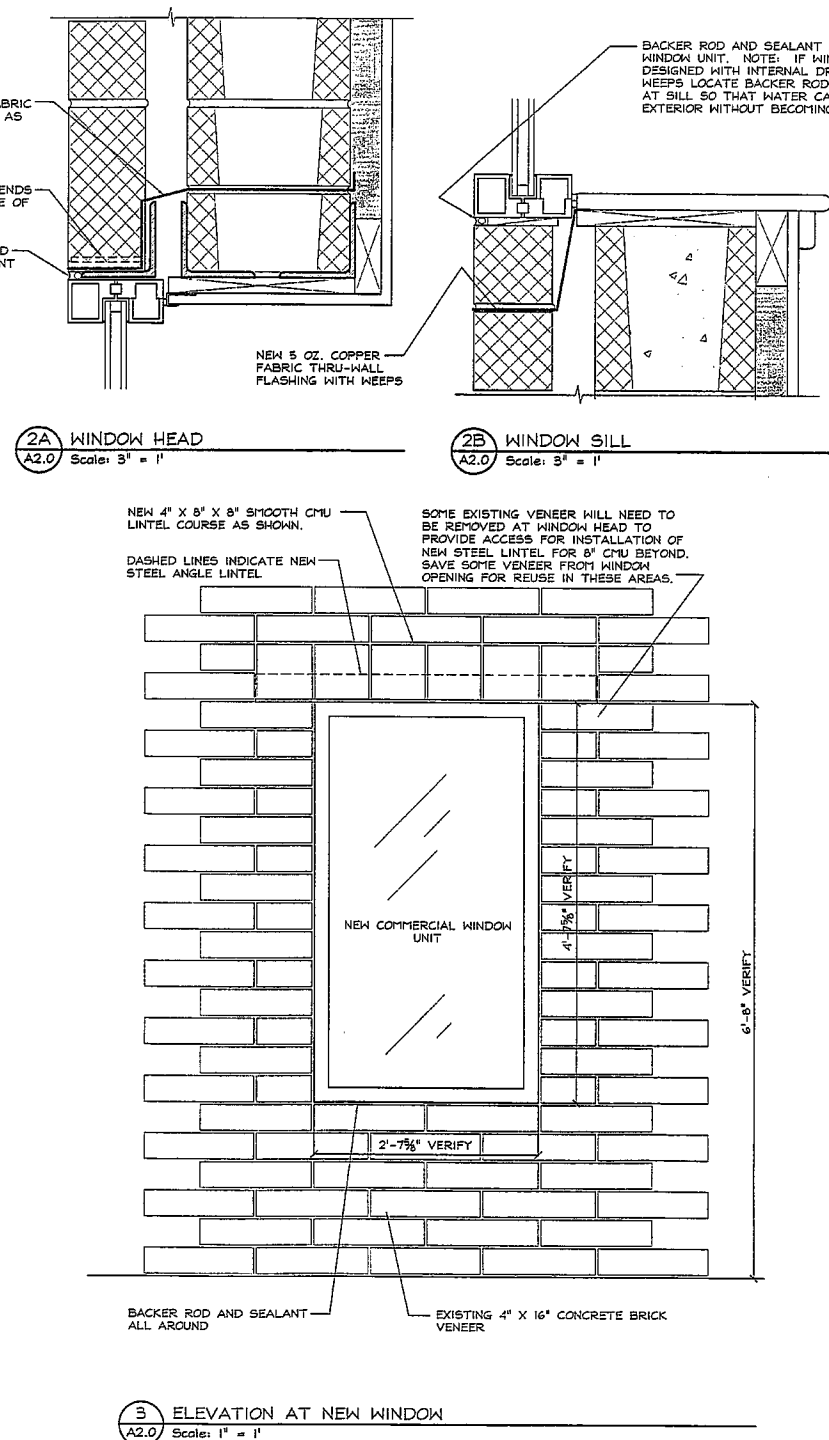 ABRIC
AS
ENDS
E OF
D
NT
NEW 5 OZ. COPPER
FABRIC THRU-WALL
FLASHING WITH WEEPS
2A WINDOW HEAD
A2.0 Scale: 3" = 1'
BACKER ROD AND SEALANT
WINDOW UNIT. NOTE: IF WIN
DESIGNED WITH INTERNAL DR
WEEPS LOCATE BACKER ROD
AT SILL SO THAT WATER CA
EXTERIOR WITHOUT BECOMING
2B WINDOW SILL
A2.0 Scale: 3" = 1'
NEW 4" X 8" X 8" SMOOTH CMU
LINTEL COURSE AS SHOWN.
DASHED LINES INDICATE NEW
STEEL ANGLE LINTEL
SOME EXISTING VENEER WILL NEED TO
BE REMOVED AT WINDOW HEAD TO
PROVIDE ACCESS FOR INSTALLATION OF
NEW STEEL LINTEL FOR 8" CMU BEYOND.
SAVE SOME VENEER FROM WINDOW
OPENING FOR REUSE IN THESE AREAS.
NEW COMMERCIAL WINDOW
UNIT
4'-7⅝" VERIFY
6'-8" VERIFY
2'-7⅝" VERIFY
BACKER ROD AND SEALANT
ALL AROUND
EXISTING 4" X 16" CONCRETE BRICK
VENEER
3 ELEVATION AT NEW WINDOW
A2.0 Scale: 1" = 1'